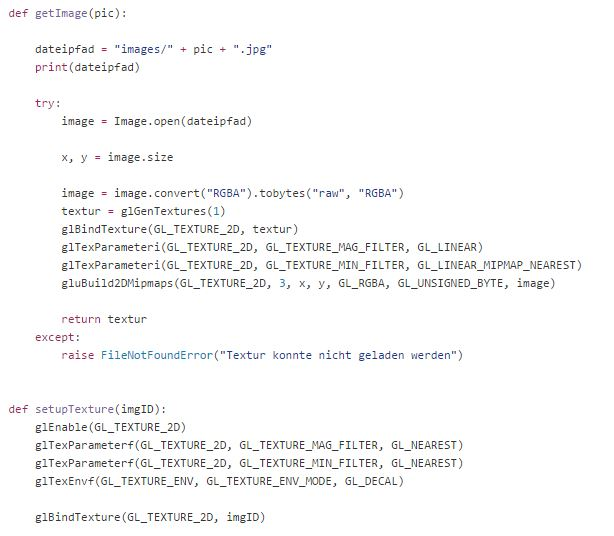 def getImage(pic):
dateipfad = "images/" + pic + ".jpg"
print(dateipfad)
try:
image = Image.open(dateipfad)
x, y = image.size
image = image.convert("RGBA").tobytes("raw", "RGBA")
textur = glGenTextures(1)
glBindTexture(GL_TEXTURE_2D, textur)
glTexParameteri(GL_TEXTURE_2D, GL_TEXTURE_MAG_FILTER, GL_LINEAR)
glTexParameteri(GL_TEXTURE_2D, GL_TEXTURE_MIN_FILTER, GL_LINEAR_MIPMAP_NEAREST)
gluBuild2DMipmaps(GL_TEXTURE_2D, 3, x, y, GL_RGBA, GL_UNSIGNED_BYTE, image)
return textur
except:
raise FileNotFoundError("Textur konnte nicht geladen werden")
def setupTexture(imgID):
glEnable(GL_TEXTURE_2D)
glTexParameterf(GL_TEXTURE_2D, GL_TEXTURE_MAG_FILTER, GL_NEAREST)
glTexParameterf(GL_TEXTURE_2D, GL_TEXTURE_MIN_FILTER, GL_NEAREST)
glTexEnvf(GL_TEXTURE_ENV, GL_TEXTURE_ENV_MODE, GL_DECAL)
glBindTexture(GL_TEXTURE_2D, imgID)